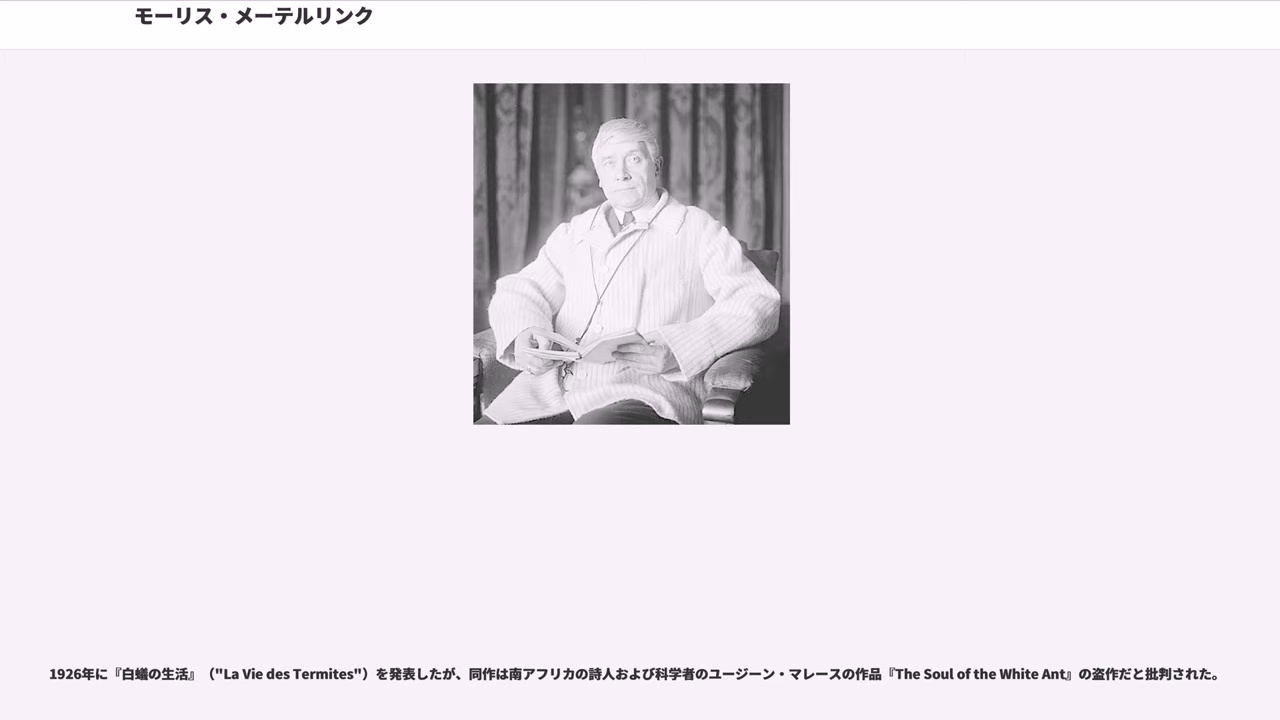 モーリス・メーテルリンク
1926年に『白蟻の生活』（"La Vie des Termites"）を発表したが、同作は南アフリカの詩人および科学者のユージーン・マレースの作品『The Soul of the White Ant』の盗作だと批判された。